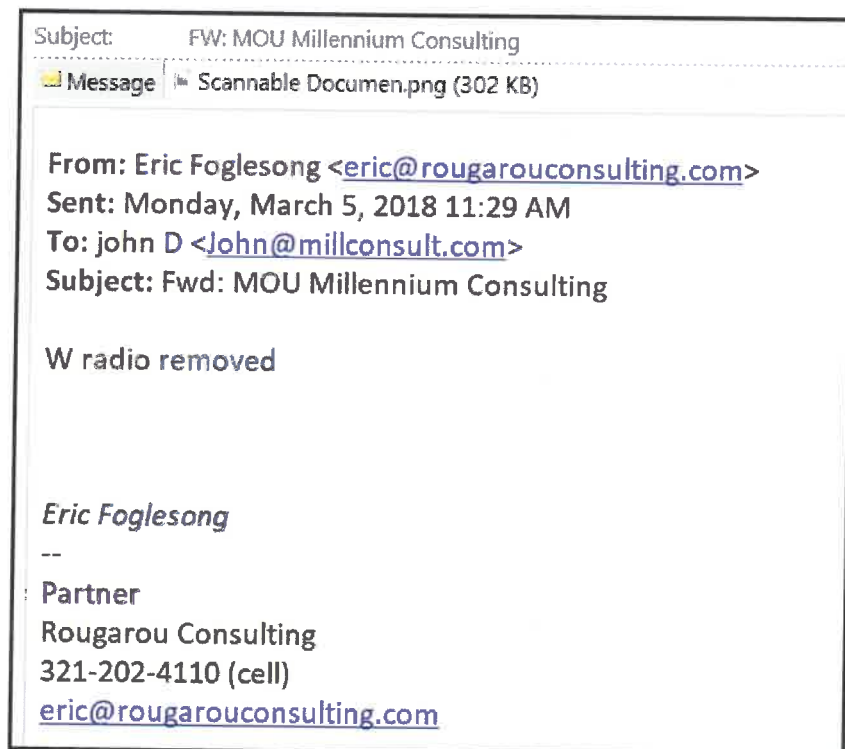 Subject: FW: MOU Millennium Consulting
Message Scannable Documen.png (302 KB)
From: Eric Foglesong <eric@rougarouconsulting.com>
Sent: Monday, March 5, 2018 11:29 AM
To: john D <John@millconsult.com>
Subject: Fwd: MOU Millennium Consulting
W radio removed
Eric Foglesong
--
Partner
Rougarou Consulting
321-202-4110 (cell)
eric@rougarouconsulting.com